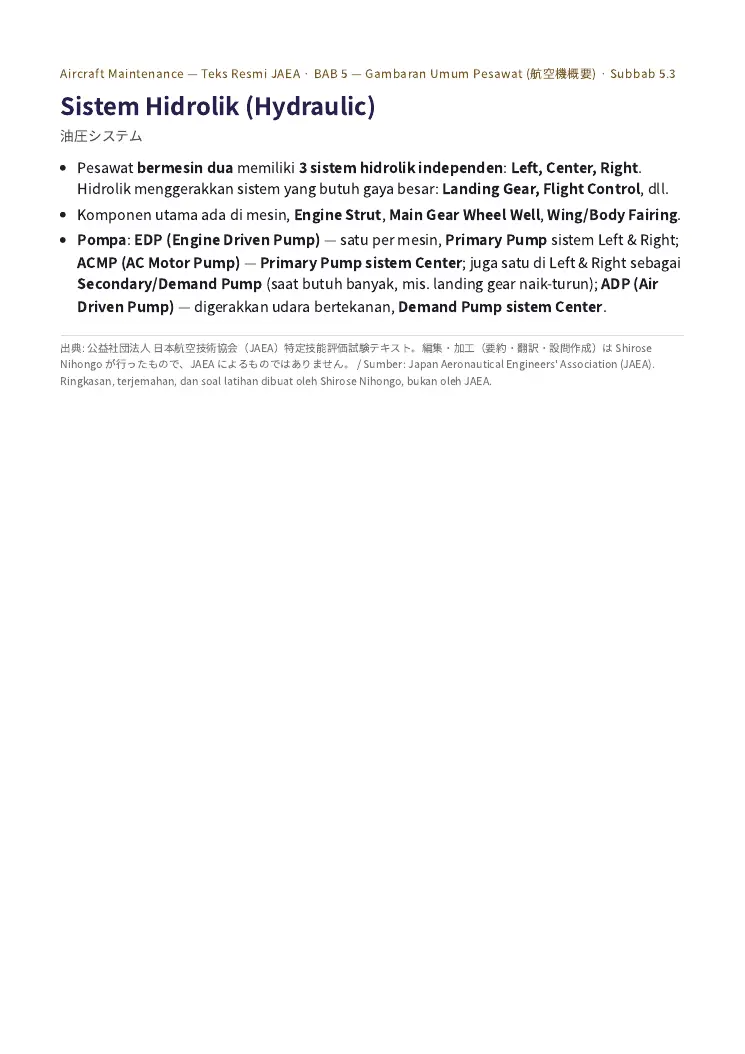 Aircraft Maintenance — Teks Resmi JAEA · BAB 5 — Gambaran Umum Pesawat (航空機概要) · Subbab 5.3
Sistem Hidrolik (Hydraulic)
油圧システム
• Pesawat bermesin dua memiliki 3 sistem hidrolik independen: Left, Center, Right.
Hidrolik menggerakkan sistem yang butuh gaya besar: Landing Gear, Flight Control, dll.
• Komponen utama ada di mesin, Engine Strut, Main Gear Wheel Well, Wing/Body Fairing.
• Pompa: EDP (Engine Driven Pump) — satu per mesin, Primary Pump sistem Left & Right;
ACMP (AC Motor Pump) — Primary Pump sistem Center; juga satu di Left & Right sebagai
Secondary/Demand Pump (saat butuh banyak, mis. landing gear naik-turun); ADP (Air
Driven Pump) — digerakkan udara bertekanan, Demand Pump sistem Center.
出典: 公益社団法人 日本航空技術協会（JAEA）特定技能評価試験テキスト。編集・加工（要約・翻訳・設問作成）は Shirose
Nihongo が行ったもので、JAEA によるものではありません。 / Sumber: Japan Aeronautical Engineers' Association (JAEA).
Ringkasan, terjemahan, dan soal latihan dibuat oleh Shirose Nihongo, bukan oleh JAEA.